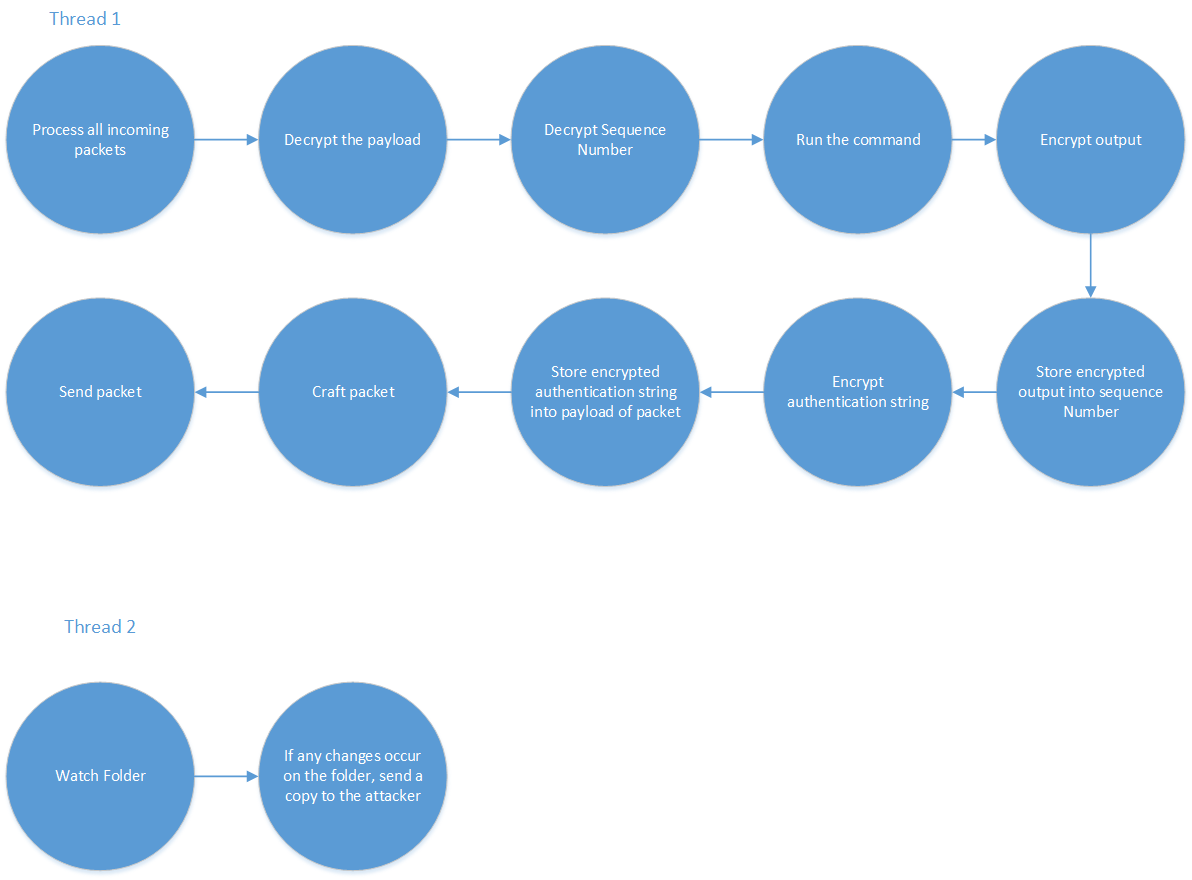 Thread 1
Process all incoming
packets
Decrypt the payload
Decrypt Sequence
Number
Run the command
Encrypt output
Store encrypted
output into sequence
Number
Encrypt
authentication string
Store encrypted
authentication string
into payload of packet
Craft packet
Send packet
Thread 2
Watch Folder
If any changes occur
on the folder, send a
copy to the attacker